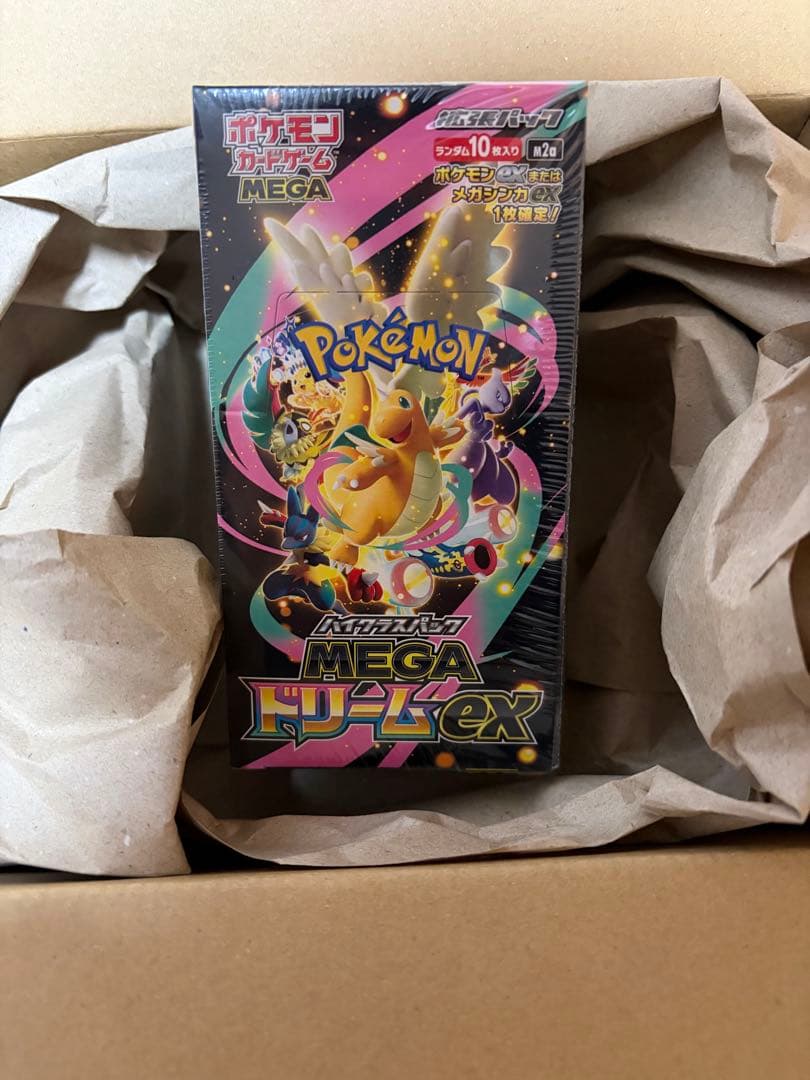 ポケモン
カードゲーム
MEGA
拡張パック
ランダム10枚入り
M2a
ポケモンexまたは
メガシンカex
1枚確定!
POKéMON
ハイクラスパック
MEGA
ドリームex